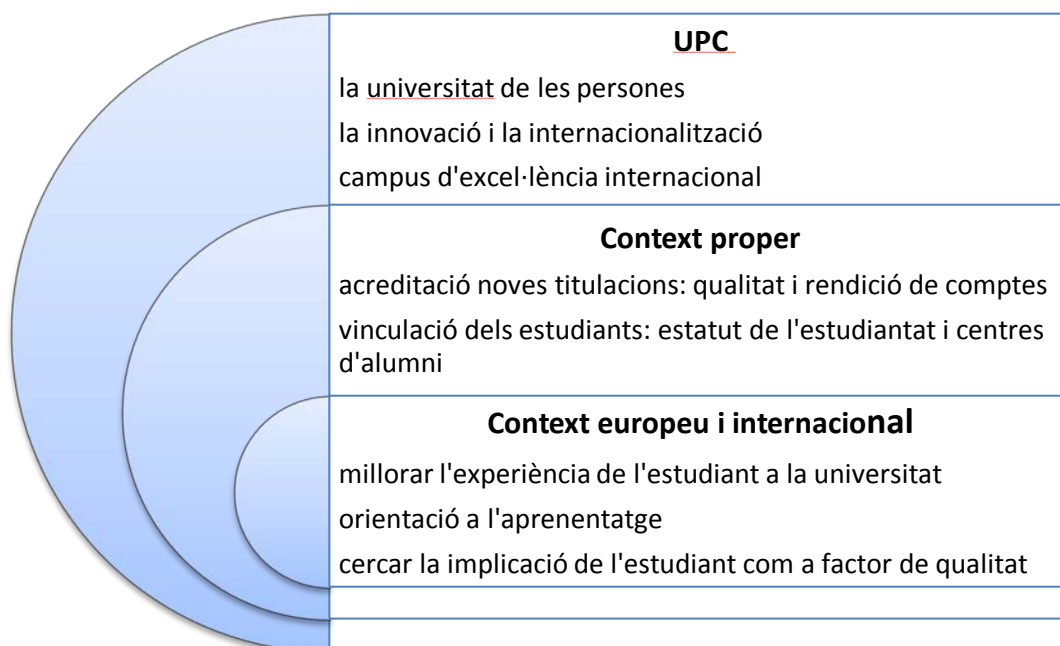 UPC
la universitat de les persones
la innovació i la internacionalització
campus d'excel·lència internacional
Context proper
acreditació noves titulacions: qualitat i rendició de comptes
vinculació dels estudiants: estatut de l'estudiantat i centres
d'alumni
Context europeu i internacional
millorar l'experiència de l'estudiant a la universitat
orientació a l'aprenentatge
cercar la implicació de l'estudiant com a factor de qualitat